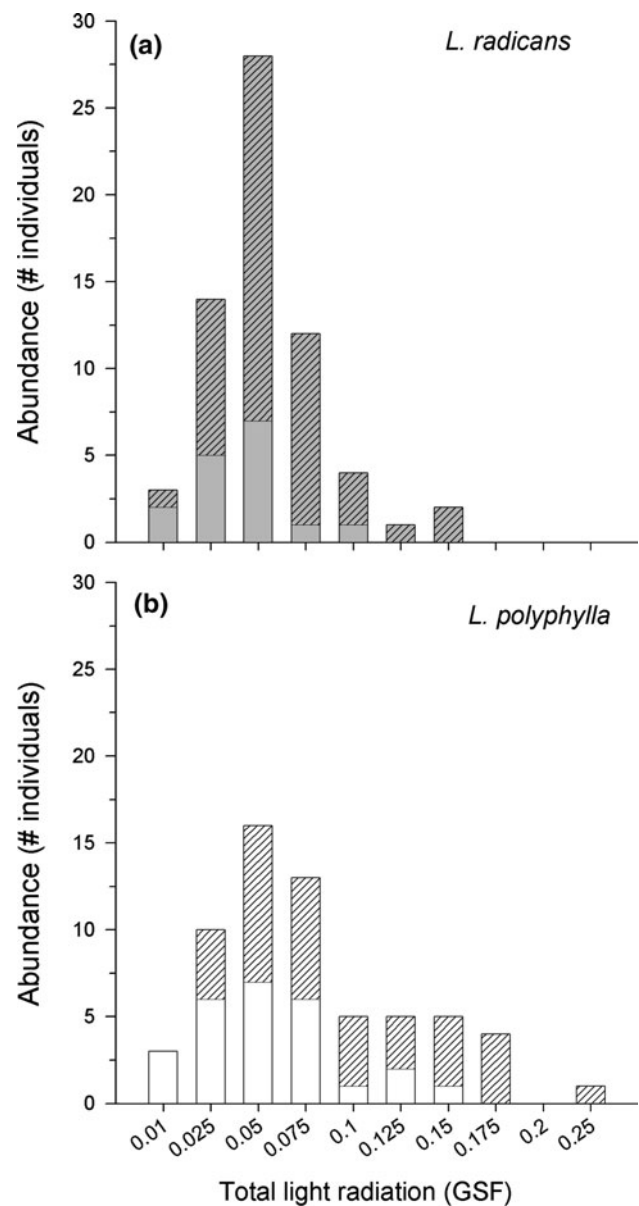 30
(a)
L. radicans
25
20
15
10
5
0
Abundance (# individuals)
30
(b)
L. polyphylla
25
20
15
10
5
0
Abundance (# individuals)
0.01 0.025 0.05 0.075 0.1 0.125 0.15 0.175 0.2 0.25
Total light radiation (GSF)